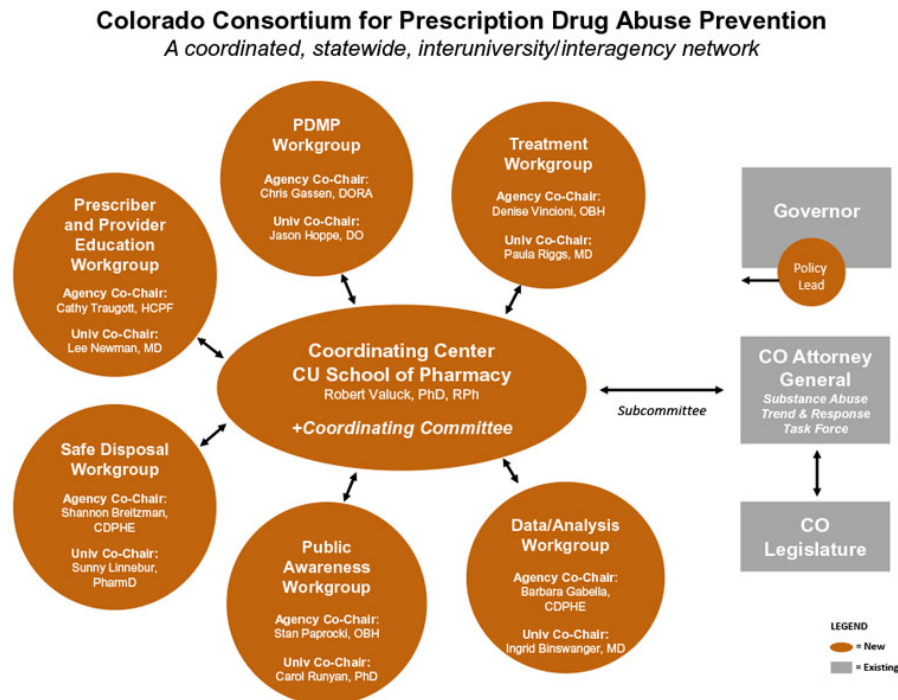 Colorado Consortium for Prescription Drug Abuse Prevention
A coordinated, statewide, interuniversity/interagency network
PDMP
Workgroup
Agency Co-Chair:
Chris Gassen, DORA
Univ Co-Chair:
Jason Hoppe, DO
Treatment
Workgroup
Agency Co-Chair:
Denise Vincioni, OBH
Univ Co-Chair:
Paula Riggs, MD
Prescriber
and Provider
Education
Workgroup
Agency Co-Chair:
Cathy Traugott, HCPF
Univ Co-Chair:
Lee Newman, MD
Governor
Policy
Lead
Coordinating Center
CU School of Pharmacy
Robert Valuck, PhD, RPh
+Coordinating Committee
Subcommittee
CO Attorney
General
Substance Abuse
Trend & Response
Task Force
Safe Disposal
Workgroup
Agency Co-Chair:
Shannon Breitzman,
CDPHE
Univ Co-Chair:
Sunny Linnebur,
PharmD
Public
Awareness
Workgroup
Agency Co-Chair:
Stan Paprocki, OBH
Univ Co-Chair:
Carol Runyan, PhD
Data/Analysis
Workgroup
Agency Co-Chair:
Barbara Gabella,
CDPHE
Univ Co-Chair:
Ingrid Binswanger, MD
CO
Legislature
LEGEND
= New
= Existing